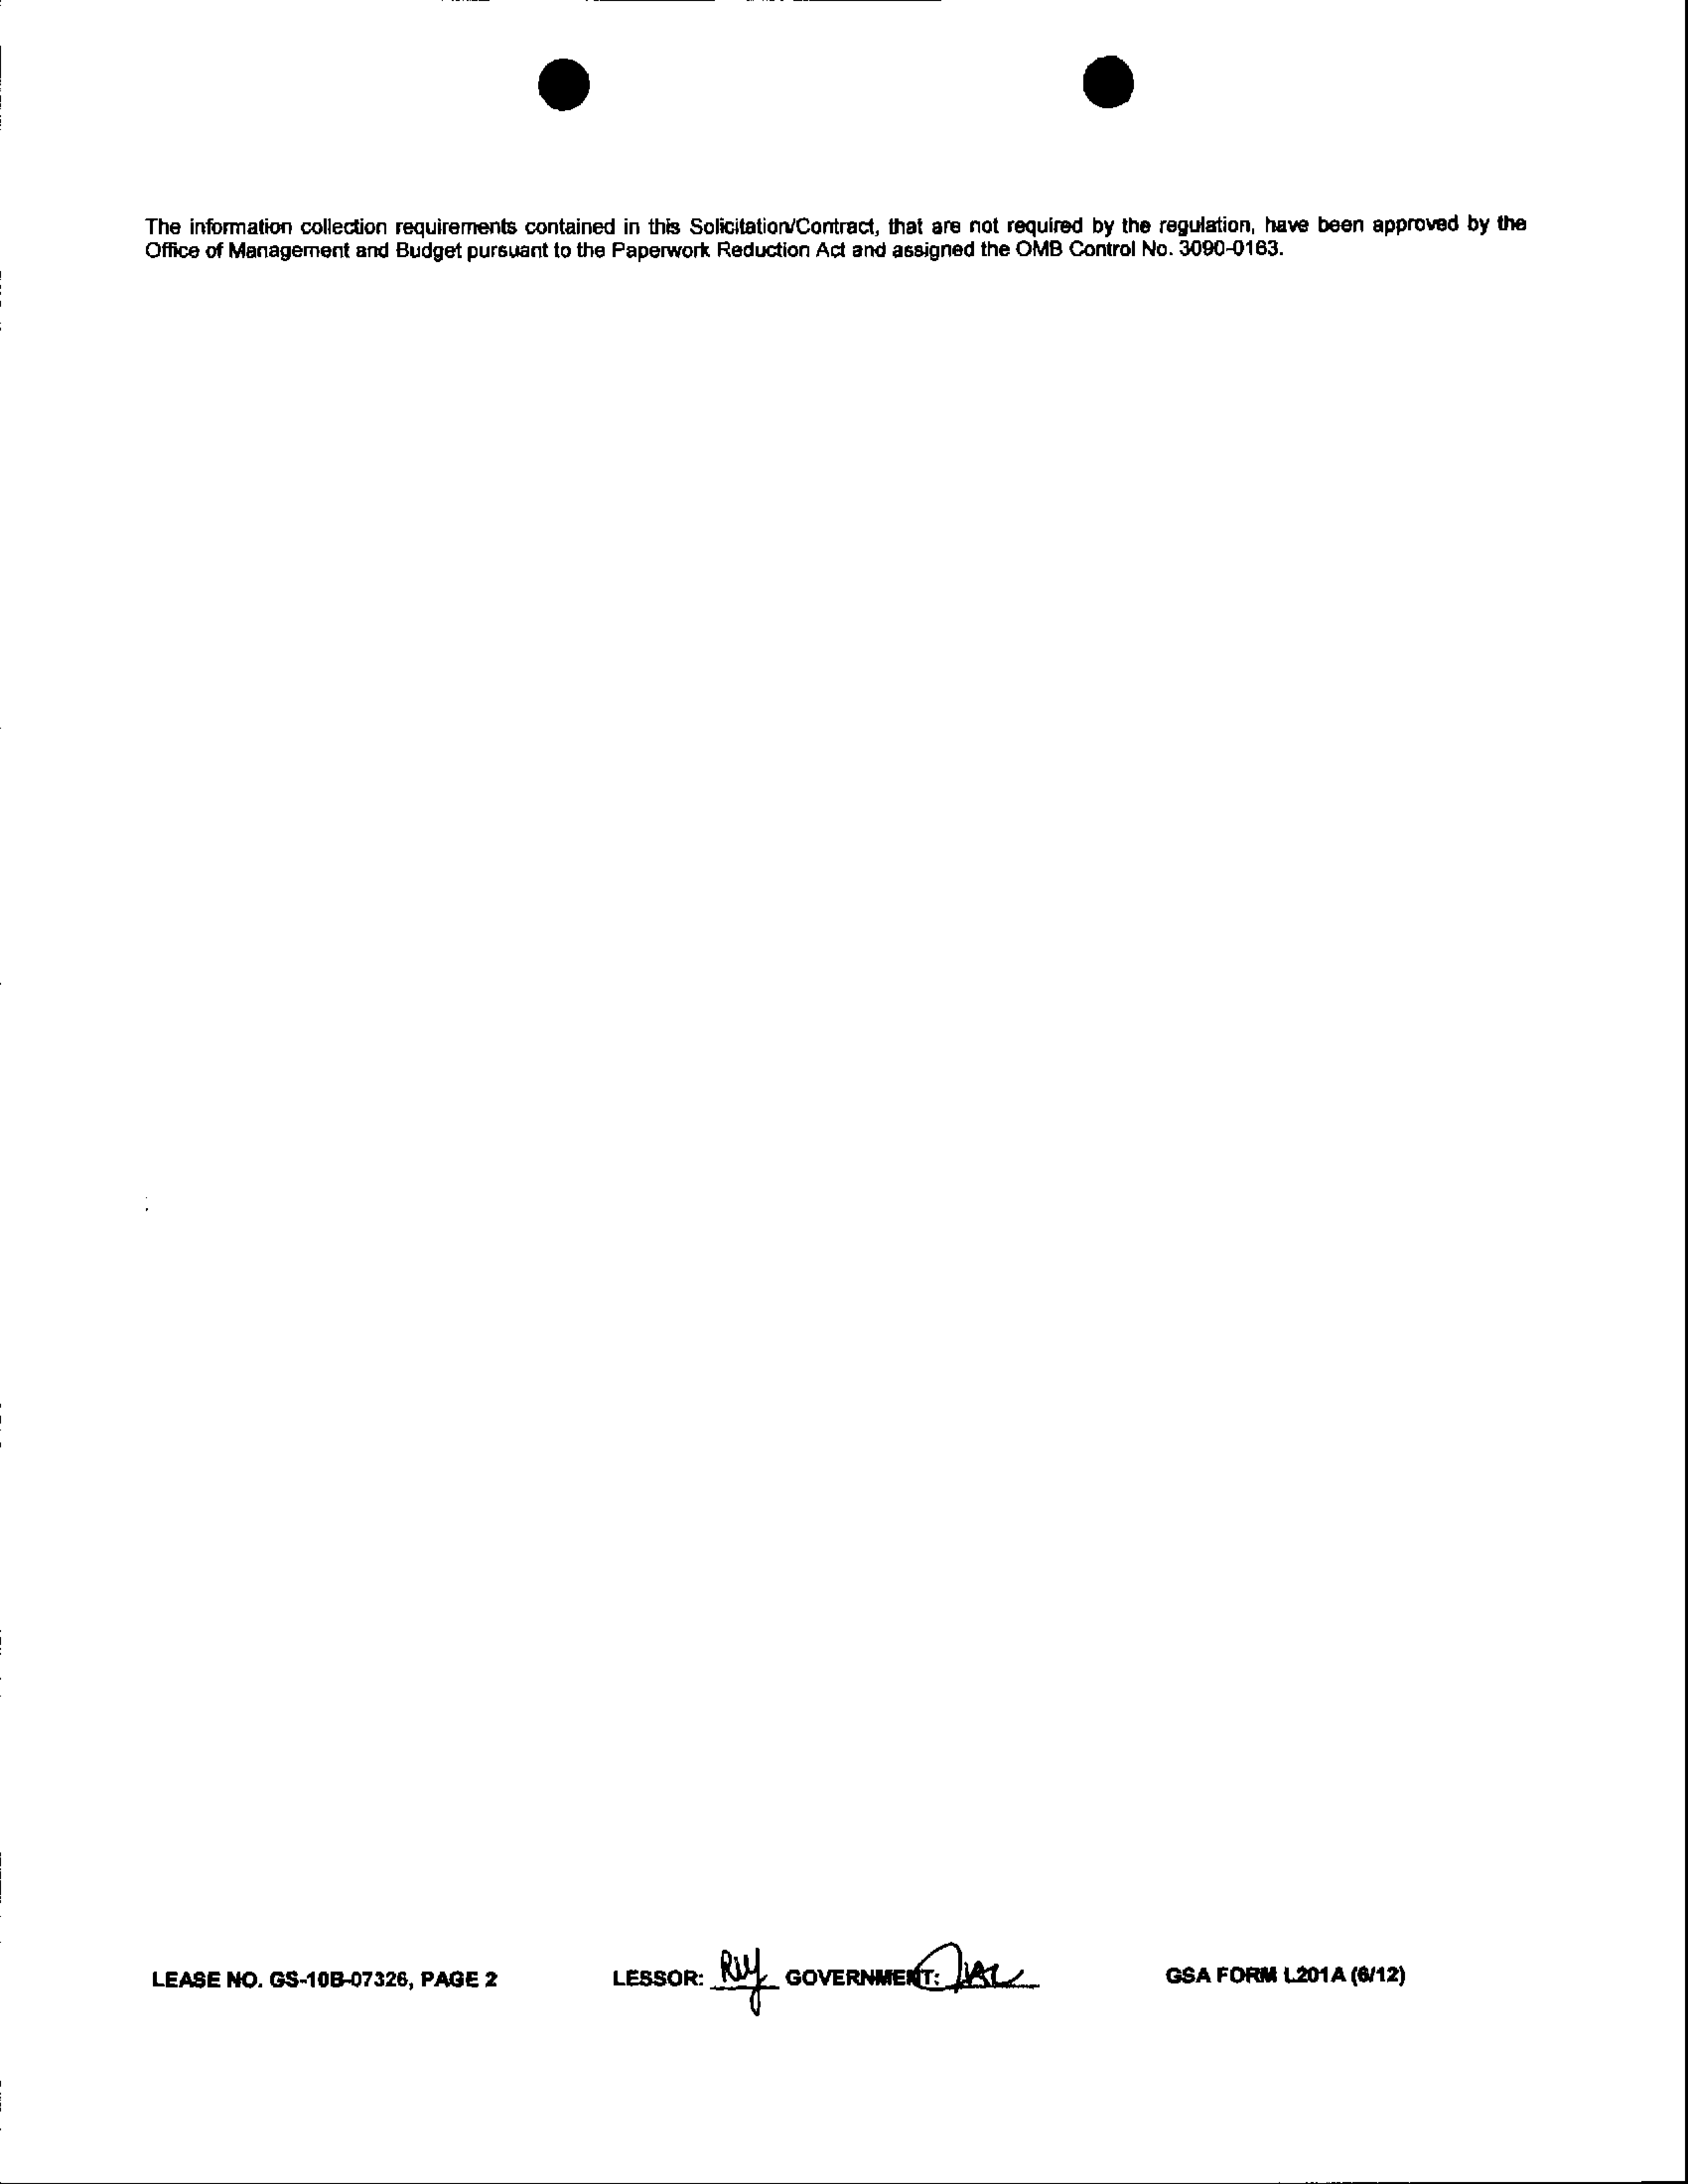 The information collection requirements contained in this Solicitation/Contract, that are not required by the regulation, have been approved by the
Office of Management and Budget pursuant to the Paperwork Reduction Act and assigned the OMB Control No. 3090-0163.
LEASE NO. GS-10B-07326, PAGE 2 LESSOR: GOVERNMENT: GSA FORM L201A (6/12)